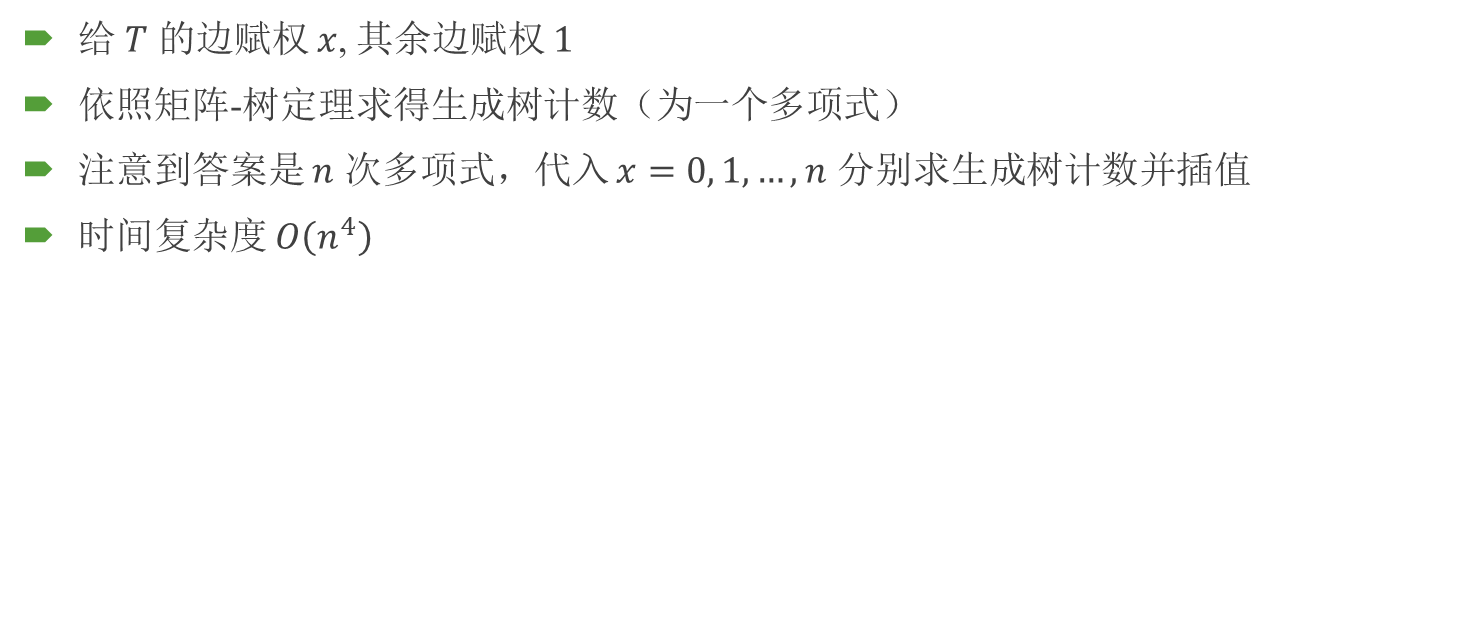 给 T 的边赋权 x, 其余边赋权 1
依照矩阵-树定理求得生成树计数（为一个多项式）
注意到答案是 n 次多项式，代入 x = 0, 1, …, n 分别求生成树计数并插值
时间复杂度 O(n⁴)